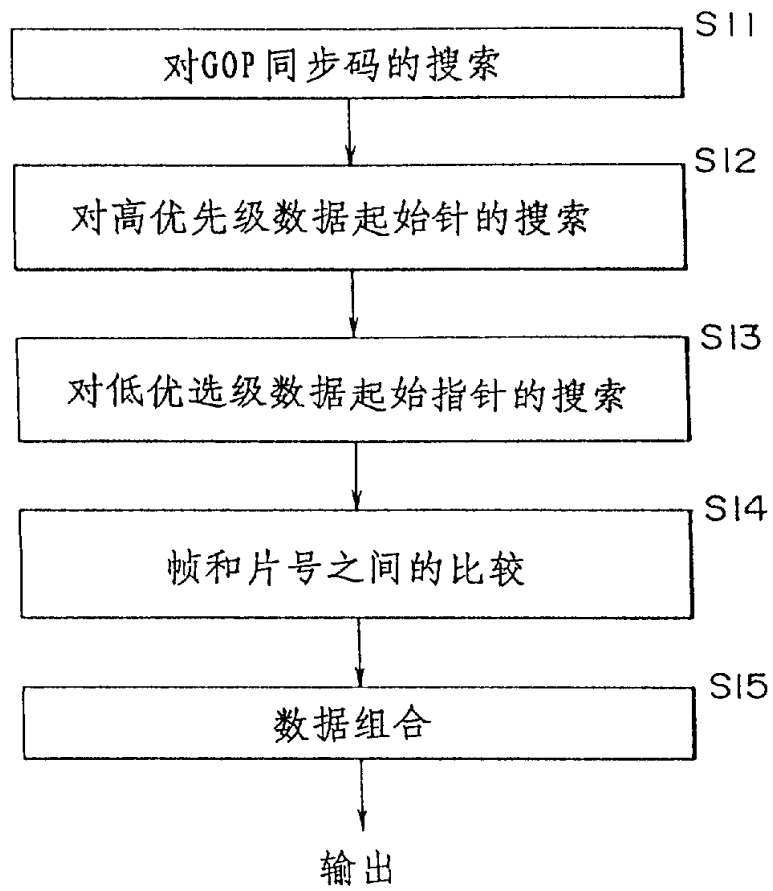 S11
对GOP同步码的搜索
S12
对高优先级数据起始针的搜索
S13
对低优选级数据起始指针的搜索
S14
帧和片号之间的比较
S15
数据组合
输出